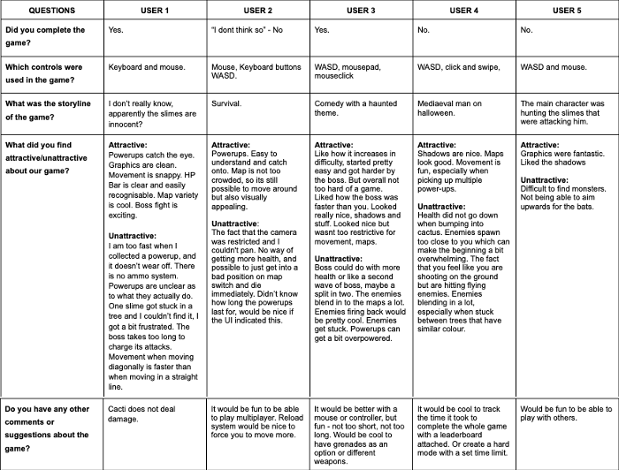 QUESTIONS
USER 1
USER 2
USER 3
USER 4
USER 5
Did you complete the
game?
Yes.
"I dont think so" - No
Yes.
No.
No.
Which controls were
used in the game?
Keyboard and mouse.
Mouse, Keyboard buttons
WASD.
WASD, mousepad,
mouseclick
WASD, click and swipe,
WASD and mouse.
What was the storyline
of the game?
I don't really know,
apparently the slimes are
innocent?
Survival.
Comedy with a haunted
theme.
Mediaeval man on
halloween.
The main character was
hunting the slimes that
were attacking him.
What did you find
attractive/unattractive
about our game?
Attractive:
Powerups catch the eye.
Graphics are clean.
Movement is snappy. HP
Bar is clear and easily
recognisable. Map variety
is cool. Boss fight is
exciting.
Unattractive:
I am too fast when I
collected a powerup, and
it doesn't wear off. There
is no ammo system.
Powerups are unclear as
to what they actually do.
One slime got stuck in a
tree and I couldn't find it, I
got a bit frustrated. The
boss takes too long to
charge its attacks.
Movement when moving
diagonally is faster than
when moving in a straight
line.
Attractive:
Powerups. Easy to
understand and catch
onto. Map is not too
crowded, so its still
possible to move around
but also visually
appealing.
Unattractive:
The fact that the camera
was restricted and I
couldn't pan. No way of
getting more health, and
possible to just get into a
bad position on map
switch and die
immediately. Didn't know
how long the powerups
last for, would be nice if
the UI indicated this.
Attractive:
Like how it increases in
difficulty, started pretty
easy and got harder by
the boss. But overall not
too hard of a game.
Liked how the boss was
faster than you. Looked
really nice, shadows and
stuff. Looked nice but
wasnt too restrictive for
movement, maps.
Unattractive:
Boss could do with more
health or like a second
wave of boss, maybe a
split in two. The enemies
blend in to the maps a lot.
Enemies firing back would
be pretty cool. Enemies
get stuck. Powerups can
get a bit overpowered.
Attractive:
Shadows are nice. Maps
look good. Movement is
fun, especially when
picking up multiple
power-ups.
Unattractive:
Health did not go down
when bumping into
cactus. Enemies spawn
too close to you which can
make the beginning a bit
overwhelming. The fact
that you feel like you are
shooting on the ground
but are hitting flying
enemies. Enemies
blending in a lot,
especially when stuck
between trees that have
similar colour.
Attractive:
Graphics were fantastic.
Liked the shadows
Unattractive:
Difficult to find monsters.
Not being able to aim
upwards for the bats.
Do you have any other
comments or
suggestions about the
game?
Cacti does not deal
damage.
It would be fun to be able
to play multiplayer. Reload
system would be nice to
force you to move more.
It would be better with a
mouse or controller, but
fun - not too short, not too
long. Would be cool to
have grenades as an
option or different
weapons.
It would be cool to track
the time it took to
complete the whole game
with a leaderboard
attached. Or create a hard
mode with a set time limit.
Would be fun to be able to
play with others.